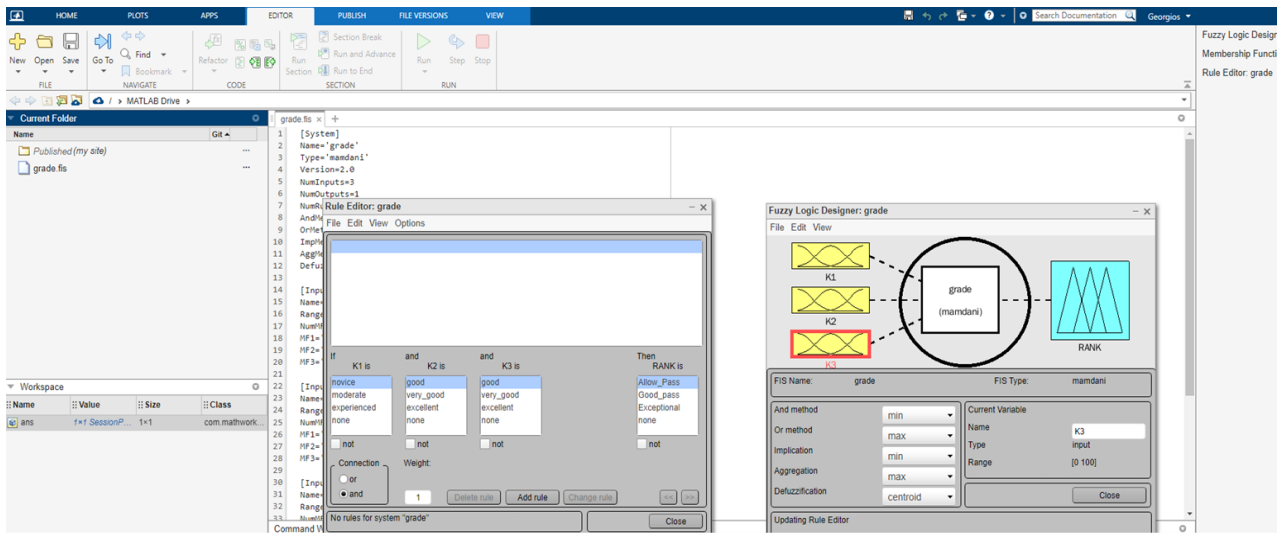 HOME PLOTS APPS EDITOR PUBLISH FILE VERSIONS VIEW Search Documentation Georgios
New Open Save Go To Find Bookmark Refactor Run Section Section Break Run and Advance Run to End Run Step Stop
FILE NAVIGATE CODE SECTION RUN
Fuzzy Logic Design
Membership Functi
Rule Editor: grade
/ > MATLAB Drive >
Current Folder
Name Git
Published (my site)
grade.fis
Workspace
Name Value Size Class
ans 1×1 SessionP... 1×1 com.mathwork...
grade.fis × +
1 [System]
2 Name='grade'
3 Type='mamdani'
4 Version=2.0
5 NumInputs=3
6 NumOutputs=1
7 NumRu
8 AndMe
9 OrMet
10 ImpMe
11 AggMe
12 Defuz
13
14 [Inpu
15 Name=
16 Range
17 NumMF
18 MF1='
19 MF2='
20 MF3='
21
22 [Inpu
23 Name=
24 Range
25 NumMF
26 MF1='
27 MF2='
28 MF3='
29
30 [Inpu
31 Name=
32 Range
33 NumMF
Command W
Rule Editor: grade
File Edit View Options
If and and Then
K1 is K2 is K3 is RANK is
novice good good Allow_Pass
moderate very_good very_good Good_pass
experienced excellent excellent Exceptional
none none none none
not not not not
Connection Weight:
or
and 1 Delete rule Add rule Change rule << >>
No rules for system "grade" Close
Fuzzy Logic Designer: grade
File Edit View
K1
K2
K3
grade
(mamdani)
RANK
FIS Name: grade FIS Type: mamdani
And method min
Or method max
Implication min
Aggregation max
Defuzzification centroid
Current Variable
Name K3
Type input
Range [0 100]
Close
Updating Rule Editor